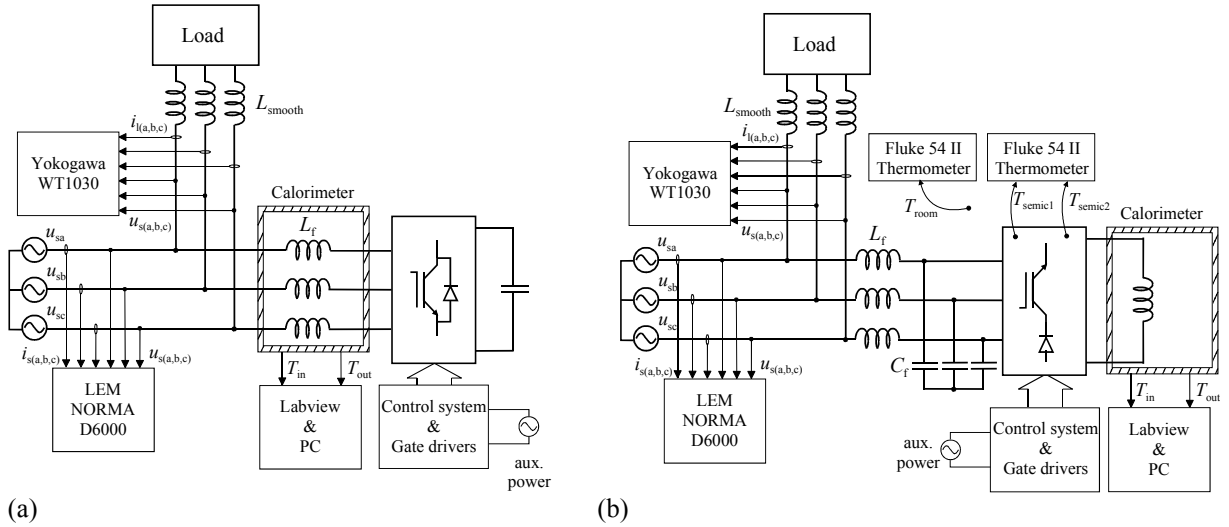 Load
L_smooth
i_l(a,b,c)
Yokogawa
WT1030
u_s(a,b,c)
Calorimeter
L_f
u_sa
u_sb
u_sc
i_s(a,b,c)
u_s(a,b,c)
LEM
NORMA
D6000
T_in
T_out
Labview
&
PC
Control system
&
Gate drivers
aux.
power
(a)
Load
L_smooth
i_l(a,b,c)
Yokogawa
WT1030
u_s(a,b,c)
Fluke 54 II
Thermometer
Fluke 54 II
Thermometer
T_room
T_semic1
T_semic2
Calorimeter
L_f
u_sa
u_sb
u_sc
i_s(a,b,c)
u_s(a,b,c)
C_f
LEM
NORMA
D6000
T_in
T_out
aux.
power
Control system
&
Gate drivers
Labview
&
PC
(b)